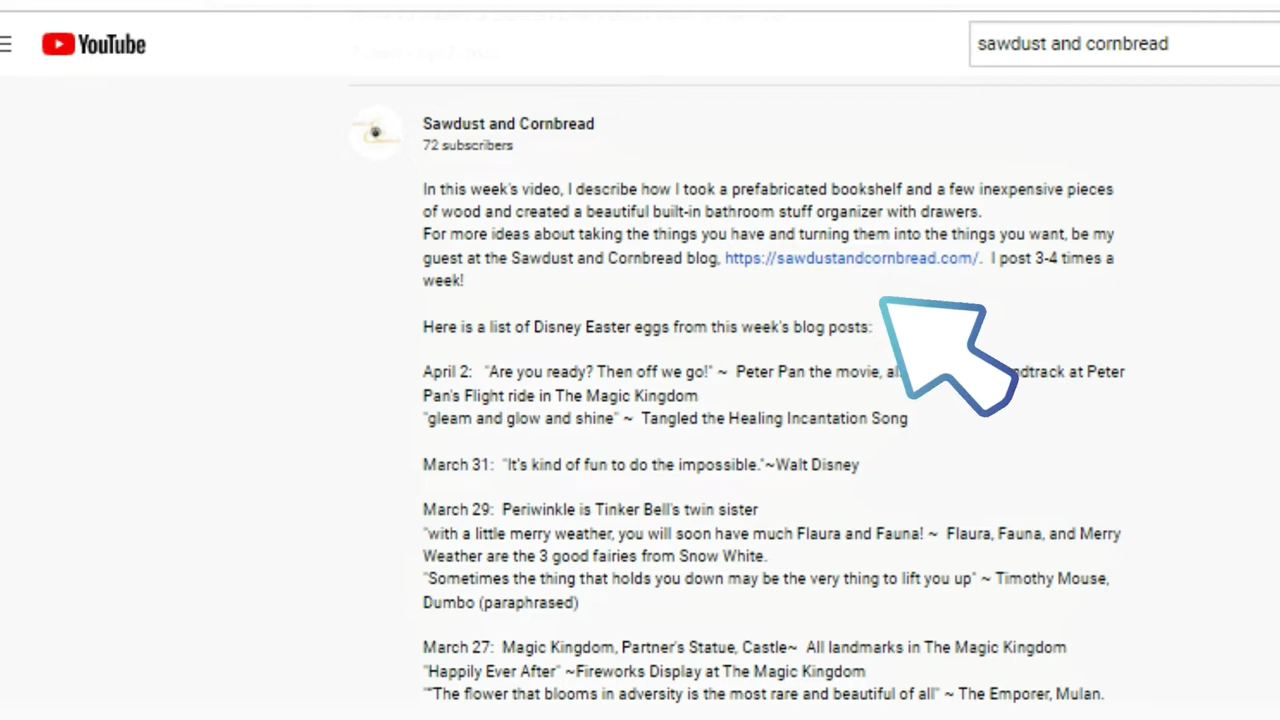 YouTube
sawdust and cornbread
Sawdust and Cornbread
72 subscribers
In this week's video, I describe how I took a prefabricated bookshelf and a few inexpensive pieces
of wood and created a beautiful built-in bathroom stuff organizer with drawers.
For more ideas about taking the things you have and turning them into the things you want, be my
guest at the Sawdust and Cornbread blog, https://sawdustandcornbread.com/. I post 3-4 times a
week!
Here is a list of Disney Easter eggs from this week's blog posts:
April 2: "Are you ready? Then off we go!" ~ Peter Pan the movie, at Peter
Pan's Flight ride in The Magic Kingdom
"gleam and glow and shine" ~ Tangled the Healing Incantation Song
March 31: "It's kind of fun to do the impossible."~Walt Disney
March 29: Periwinkle is Tinker Bell's twin sister
"with a little merry weather, you will soon have much Flaura and Fauna! ~ Flaura, Fauna, and Merry
Weather are the 3 good fairies from Snow White.
"Sometimes the thing that holds you down may be the very thing to lift you up" ~ Timothy Mouse,
Dumbo (paraphrased)
March 27: Magic Kingdom, Partner's Statue, Castle~ All landmarks in The Magic Kingdom
"Happily Ever After" ~Fireworks Display at The Magic Kingdom
""The flower that blooms in adversity is the most rare and beautiful of all" ~ The Emporer, Mulan.